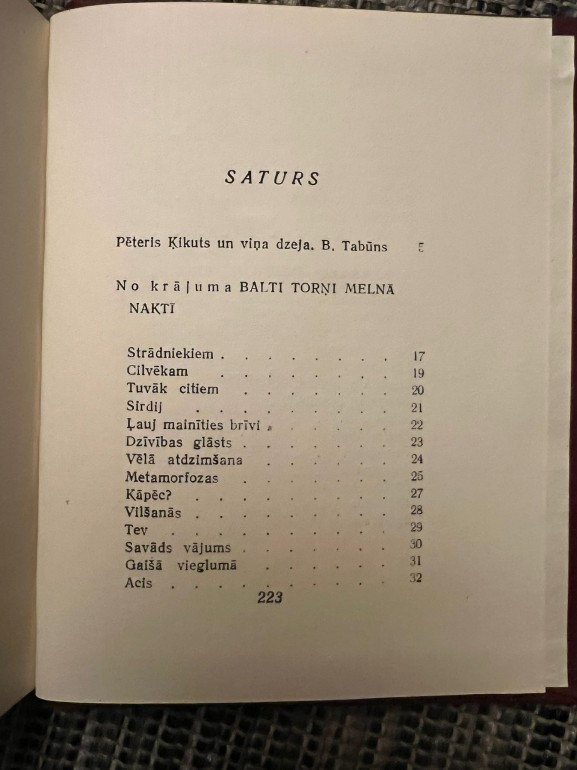 SATURS
Pēteris Ķikuts un viņa dzeja. B. Tabūns 5
No krājuma BALTI TORŅI MELNĀ
NAKTĪ
Strādniekiem . . . . . . . . 17
Cilvēkam . . . . . . . 19
Tuvāk citiem . . . . . . . 20
Sirdij . . . . . . . . 21
Ļauj mainīties brīvi . . . . . . 22
Dzīvības glāsts . . . . . . . 23
Vēlā atdzimšana . . . . . . 24
Metamorfozas . . . . . . . 25
Kāpēc? . . . . . . . . 27
Vilšanās . . . . . . . . 28
Tev . . . . . . . . . 29
Savāds vājums . . . . . . . 30
Gaišā vieglumā . . . . . . 31
Acis . . . . . . . . . 32
223